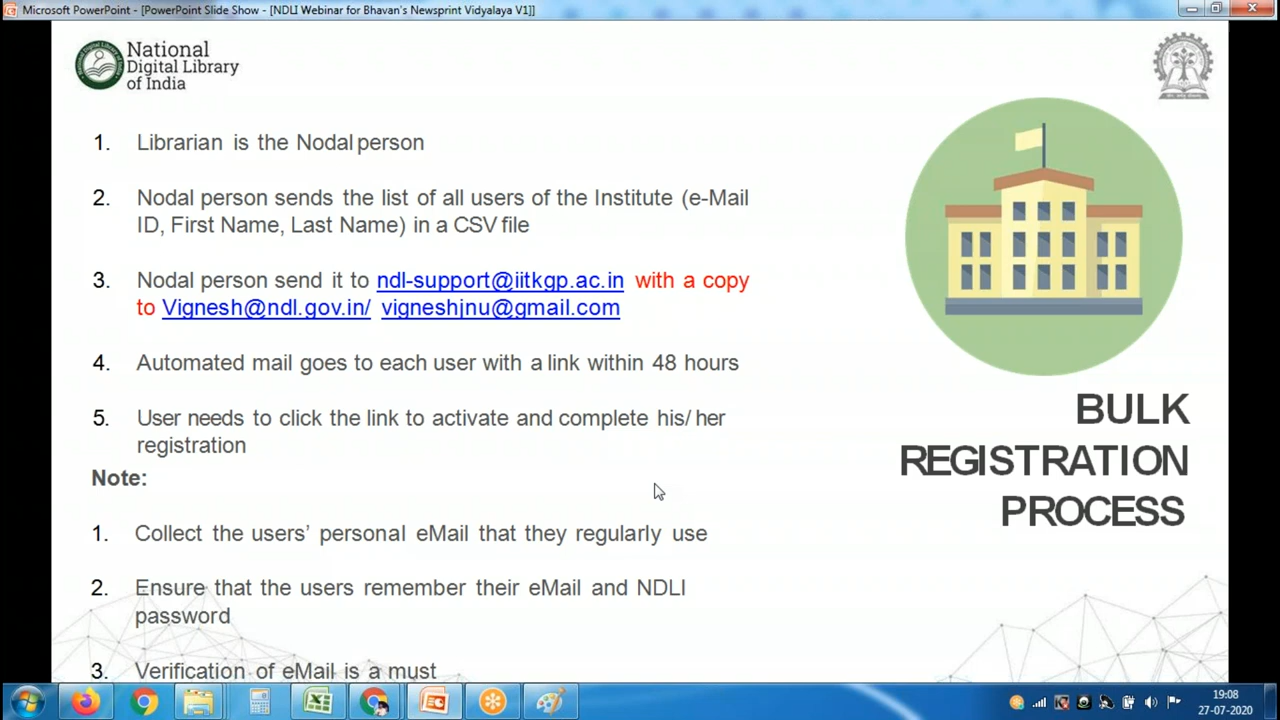 Microsoft PowerPoint - [PowerPoint Slide Show - [NDLI Webinar for Bhavan's Newsprint Vidyalaya V1]]
National
Digital Library
of India
1. Librarian is the Nodal person
2. Nodal person sends the list of all users of the Institute (e-Mail
ID, First Name, Last Name) in a CSV file
3. Nodal person send it to ndl-support@iitkgp.ac.in with a copy
to Vignesh@ndl.gov.in/ vigneshjnu@gmail.com
4. Automated mail goes to each user with a link within 48 hours
5. User needs to click the link to activate and complete his/ her
registration
Note:
1. Collect the users’ personal eMail that they regularly use
2. Ensure that the users remember their eMail and NDLI
password
3. Verification of eMail is a must
BULK
REGISTRATION
PROCESS
19:08
27-07-2020